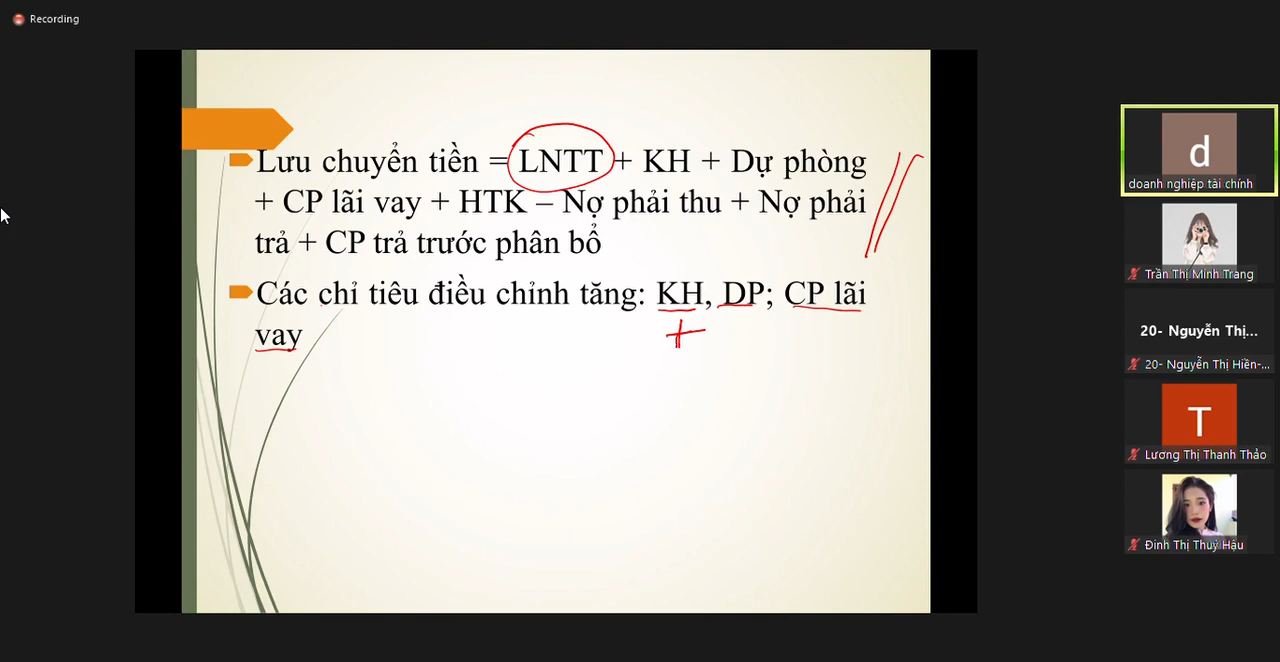 Recording
Lưu chuyển tiền = LNTT + KH + Dự phòng
+ CP lãi vay + HTK – Nợ phải thu + Nợ phải
trả + CP trả trước phân bổ
Các chỉ tiêu điều chỉnh tăng: KH, DP; CP lãi
vay
+
d
doanh nghiệp tài chính
Trần Thị Minh Trang
20- Nguyễn Thị...
20- Nguyễn Thị Hiền-...
T
Lương Thị Thanh Thảo
Đinh Thị Thuý Hậu